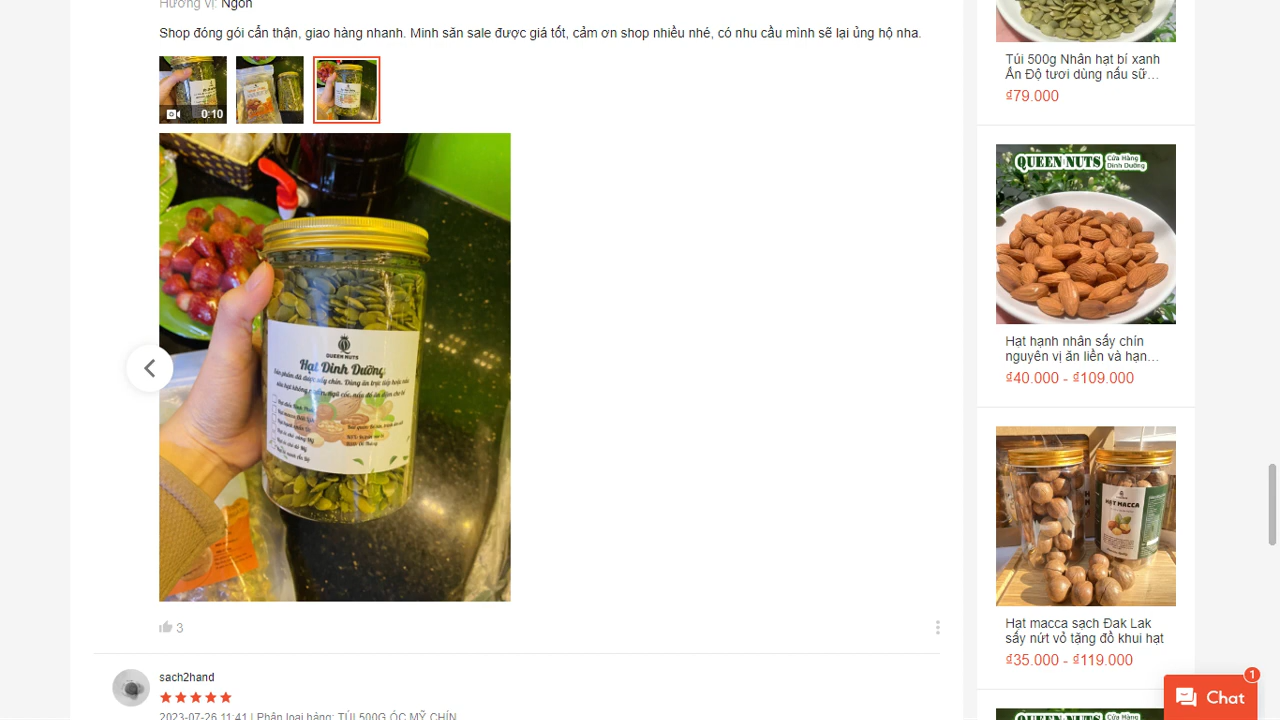 Hương vị: Ngon
Shop đóng gói cẩn thận, giao hàng nhanh. Mình săn sale được giá tốt, cảm ơn shop nhiều nhé, có nhu cầu mình sẽ lại ủng hộ nha.
0:10
QUEEN NUTS
Hạt Dinh Dưỡng
3
sach2hand
2023-07-26 11:41 | Phân loại hàng: TÚI 500G ÓC MỸ CHÍN
Túi 500g Nhân hạt bí xanh
Ấn Độ tươi dùng nấu sữ...
₫79.000
QUEEN NUTS Cửa Hàng
Dinh Dưỡng
Hạt hạnh nhân sấy chín
nguyên vị ăn liền và hạn...
₫40.000 - ₫109.000
HẠT MACCA
Hạt macca sạch Đak Lak
sấy nứt vỏ tặng đồ khui hạt
₫35.000 - ₫119.000
QUEEN NUTS Cửa Hàng
Chat
1